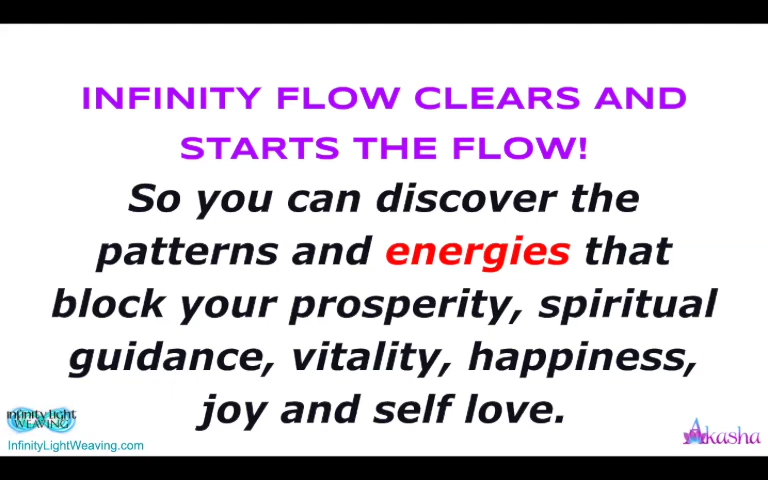 INFINITY FLOW CLEARS AND
STARTS THE FLOW!
So you can discover the
patterns and energies that
block your prosperity, spiritual
guidance, vitality, happiness,
joy and self love.
infinity light
WEAVING
InfinityLightWeaving.com
Akasha